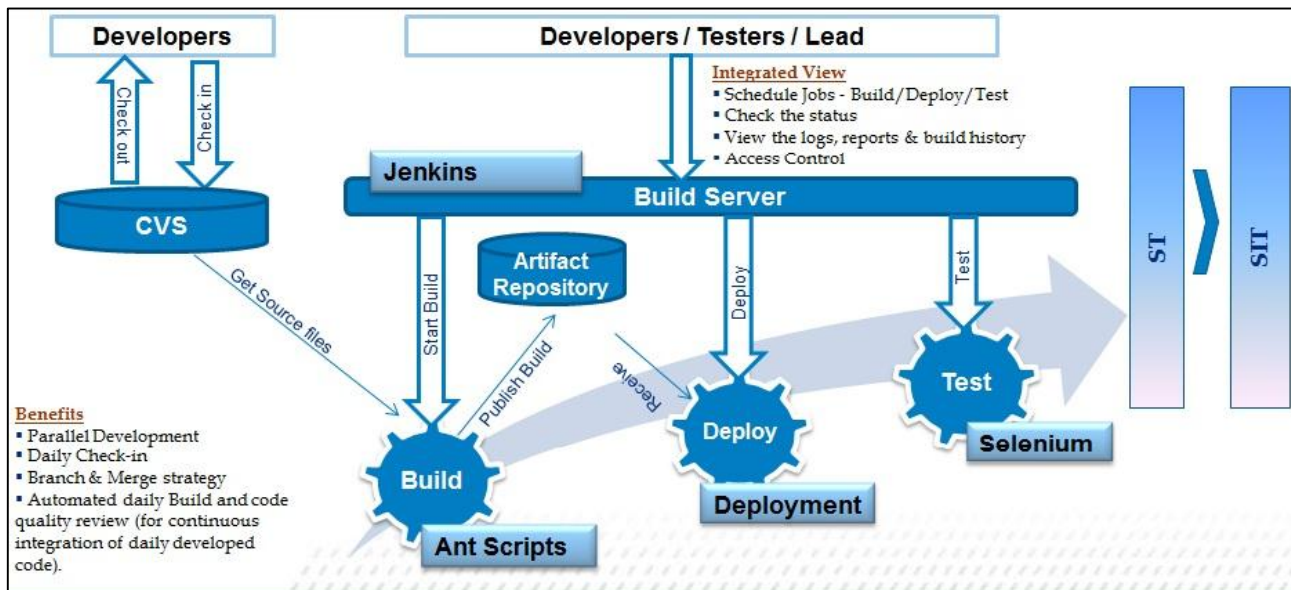 Developers
Developers / Testers / Lead
Check out
Check in
Integrated View
▪ Schedule Jobs - Build/Deploy/Test
▪ Check the status
▪ View the logs, reports & build history
▪ Access Control
Jenkins
Build Server
CVS
Get Source files
Start Build
Artifact
Repository
Publish Build
Receive
Deploy
Test
ST
SIT
Build
Ant Scripts
Deploy
Deployment
Test
Selenium
Benefits
▪ Parallel Development
▪ Daily Check-in
▪ Branch & Merge strategy
▪ Automated daily Build and code
quality review (for continuous
integration of daily developed
code).